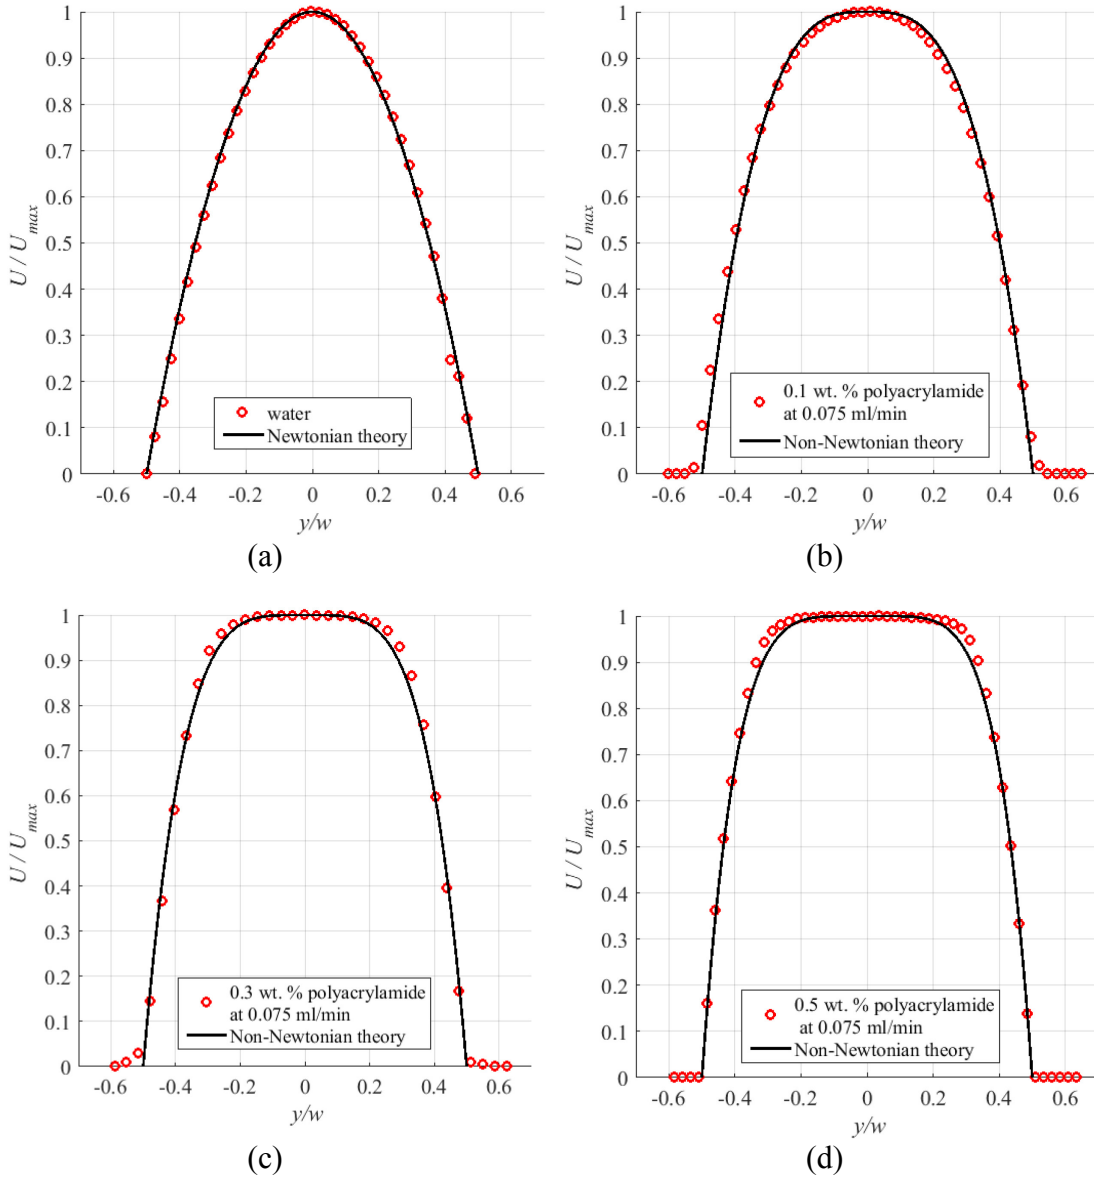 1
0.9
0.8
0.7
0.6
0.5
0.4
0.3
0.2
0.1
0
U / U_max
water
Newtonian theory
-0.6 -0.4 -0.2 0 0.2 0.4 0.6
y/w
(a)
1
0.9
0.8
0.7
0.6
0.5
0.4
0.3
0.2
0.1
0
U / U_max
0.1 wt. % polyacrylamide
at 0.075 ml/min
Non-Newtonian theory
-0.6 -0.4 -0.2 0 0.2 0.4 0.6
y/w
(b)
1
0.9
0.8
0.7
0.6
0.5
0.4
0.3
0.2
0.1
0
U / U_max
0.3 wt. % polyacrylamide
at 0.075 ml/min
Non-Newtonian theory
-0.6 -0.4 -0.2 0 0.2 0.4 0.6
y/w
(c)
1
0.9
0.8
0.7
0.6
0.5
0.4
0.3
0.2
0.1
0
U / U_max
0.5 wt. % polyacrylamide
at 0.075 ml/min
Non-Newtonian theory
-0.6 -0.4 -0.2 0 0.2 0.4 0.6
y/w
(d)